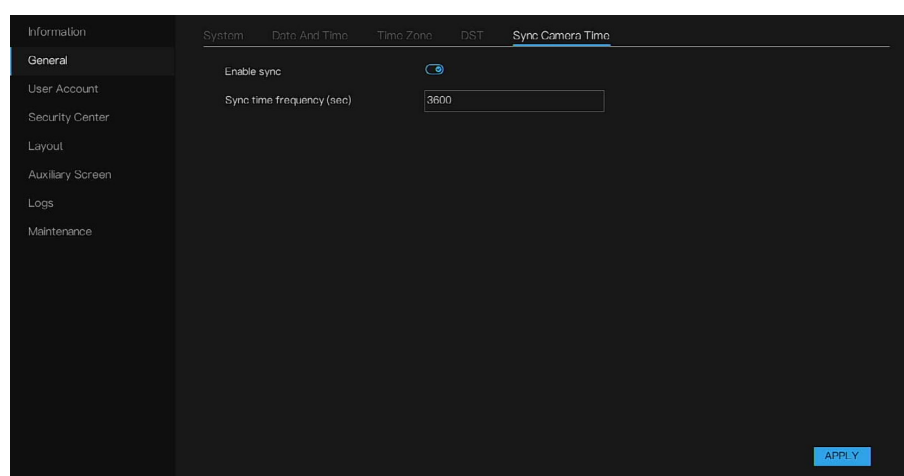 Information
General
User Account
Security Center
Layout
Auxiliary Screen
Logs
Maintenance
System Date And Time Time Zone DST Sync Camera Time
Enable sync
Sync time frequency (sec) 3600
APPLY